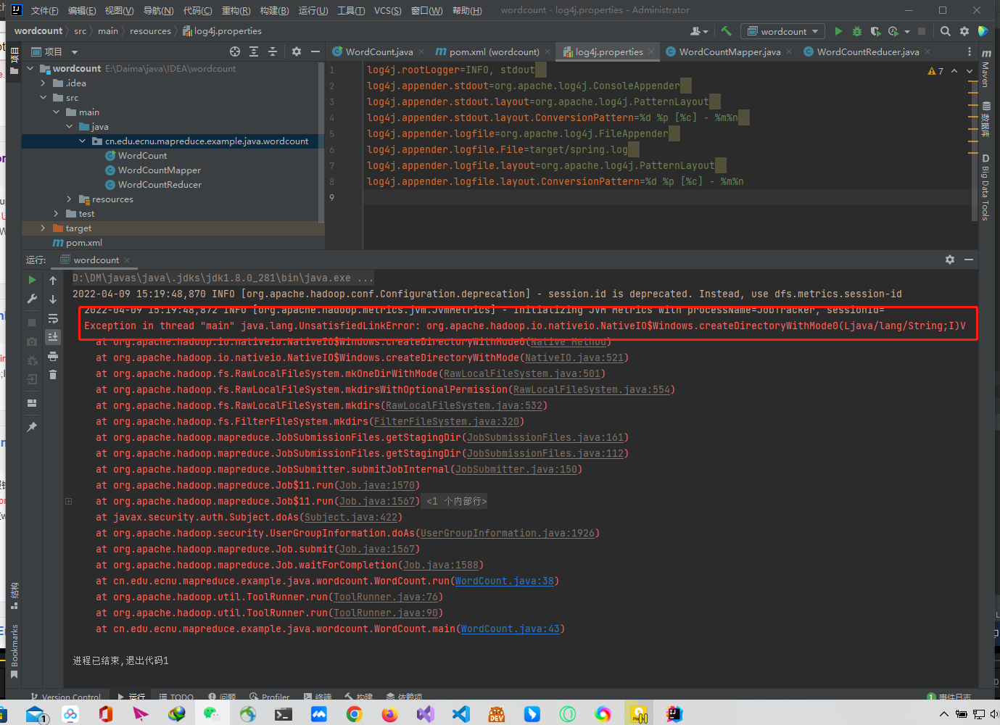 文件(F) 编辑(E) 视图(V) 导航(N) 代码(C) 重构(R) 构建(B) 运行(U) 工具(T) VCS(S) 窗口(W) 帮助(H) wordcount - log4j.properties - Administrator
wordcount src main resources log4j.properties
wordcount
项目
项目
WordCount.java pom.xml (wordcount) log4j.properties WordCountMapper.java WordCountReducer.java
Maven
数据库
Big Data Tools
wordcount E:\Daima\java\IDEA\wordcount
.idea
src
main
java
cn.edu.ecnu.mapreduce.example.java.wordcount
WordCount
WordCountMapper
WordCountReducer
resources
test
target
pom.xml
7
1 log4j.rootLogger=INFO, stdout
2 log4j.appender.stdout=org.apache.log4j.ConsoleAppender
3 log4j.appender.stdout.layout=org.apache.log4j.PatternLayout
4 log4j.appender.stdout.layout.ConversionPattern=%d %p [%c] - %m%n
5 log4j.appender.logfile=org.apache.log4j.FileAppender
6 log4j.appender.logfile.File=target/spring.log
7 log4j.appender.logfile.layout=org.apache.log4j.PatternLayout
8 log4j.appender.logfile.layout.ConversionPattern=%d %p [%c] - %m%n
9
运行: wordcount
D:\DM\javas\java\.jdks\jdk1.8.0_281\bin\java.exe ...
2022-04-09 15:19:48,870 INFO [org.apache.hadoop.conf.Configuration.deprecation] - session.id is deprecated. Instead, use dfs.metrics.session-id
2022-04-09 15:19:48,872 INFO [org.apache.hadoop.metrics.jvm.JvmMetrics] - Initializing JVM Metrics with processName=JobTracker, sessionId=
Exception in thread "main" java.lang.UnsatisfiedLinkError: org.apache.hadoop.io.nativeio.NativeIO$Windows.createDirectoryWithMode0(Ljava/lang/String;I)V
at org.apache.hadoop.io.nativeio.NativeIO$Windows.createDirectoryWithMode0(Native Method)
at org.apache.hadoop.io.nativeio.NativeIO$Windows.createDirectoryWithMode(NativeIO.java:521)
at org.apache.hadoop.fs.RawLocalFileSystem.mkOneDirWithMode(RawLocalFileSystem.java:501)
at org.apache.hadoop.fs.RawLocalFileSystem.mkdirsWithOptionalPermission(RawLocalFileSystem.java:554)
at org.apache.hadoop.fs.RawLocalFileSystem.mkdirs(RawLocalFileSystem.java:532)
at org.apache.hadoop.fs.FilterFileSystem.mkdirs(FilterFileSystem.java:320)
at org.apache.hadoop.mapreduce.JobSubmissionFiles.getStagingDir(JobSubmissionFiles.java:161)
at org.apache.hadoop.mapreduce.JobSubmissionFiles.getStagingDir(JobSubmissionFiles.java:112)
at org.apache.hadoop.mapreduce.JobSubmitter.submitJobInternal(JobSubmitter.java:150)
at org.apache.hadoop.mapreduce.Job$11.run(Job.java:1570)
at org.apache.hadoop.mapreduce.Job$11.run(Job.java:1567) <1 个内部行>
at javax.security.auth.Subject.doAs(Subject.java:422)
at org.apache.hadoop.security.UserGroupInformation.doAs(UserGroupInformation.java:1926)
at org.apache.hadoop.mapreduce.Job.submit(Job.java:1567)
at org.apache.hadoop.mapreduce.Job.waitForCompletion(Job.java:1588)
at cn.edu.ecnu.mapreduce.example.java.wordcount.WordCount.run(WordCount.java:38)
at org.apache.hadoop.util.ToolRunner.run(ToolRunner.java:76)
at org.apache.hadoop.util.ToolRunner.run(ToolRunner.java:90)
at cn.edu.ecnu.mapreduce.example.java.wordcount.WordCount.main(WordCount.java:43)
进程已结束,退出代码1
结构
Bookmarks
Version Control 运行 TODO 问题 Profiler 终端 构建 依赖项 1 事件日志